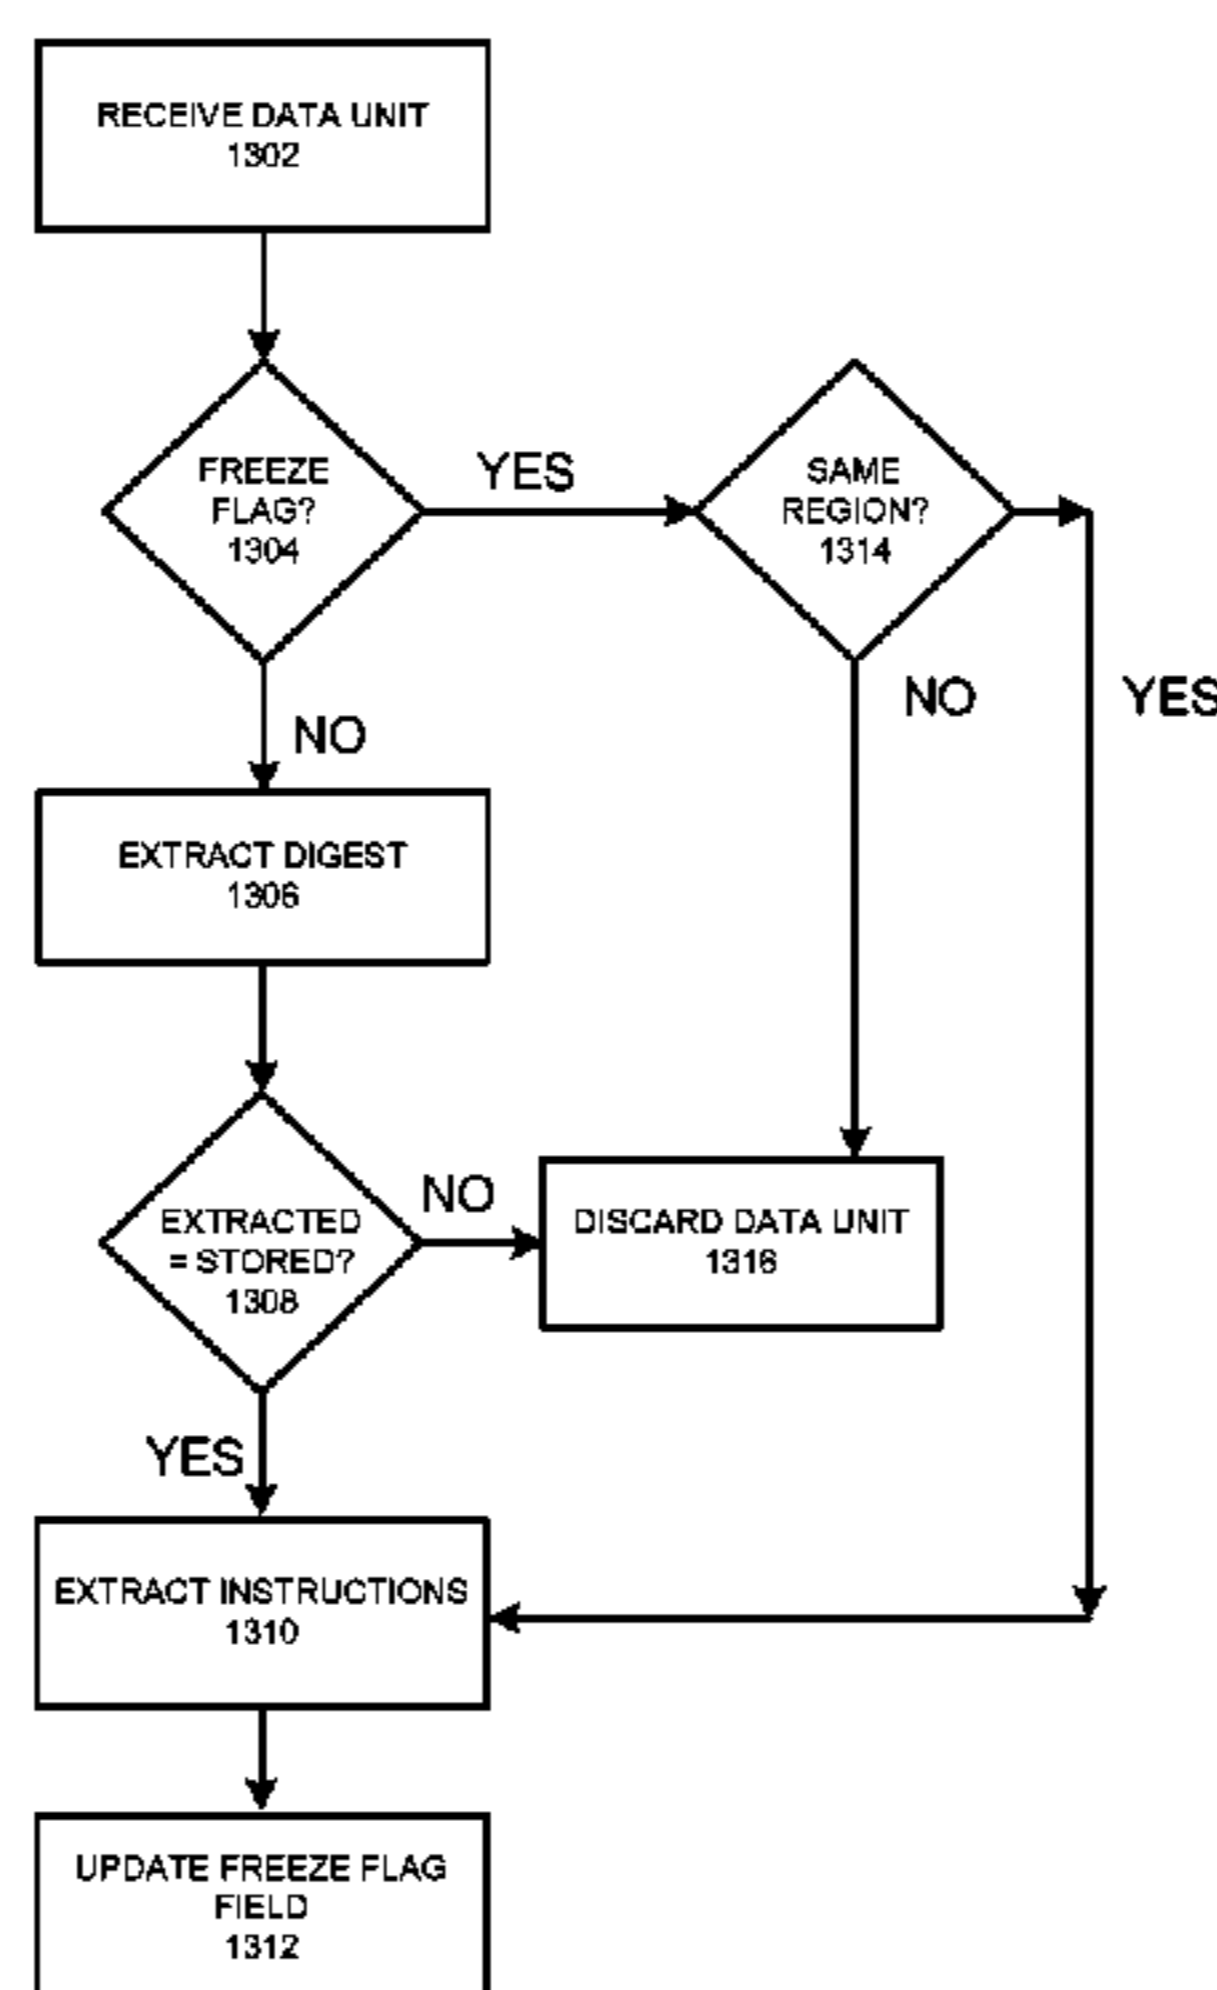 RECEIVE DATA UNIT
1302
FREEZE
FLAG?
1304
YES
SAME
REGION?
1314
NO
YES
NO
EXTRACT DIGEST
1306
EXTRACTED
= STORED?
1308
NO
DISCARD DATA UNIT
1316
YES
EXTRACT INSTRUCTIONS
1310
UPDATE FREEZE FLAG
FIELD
1312